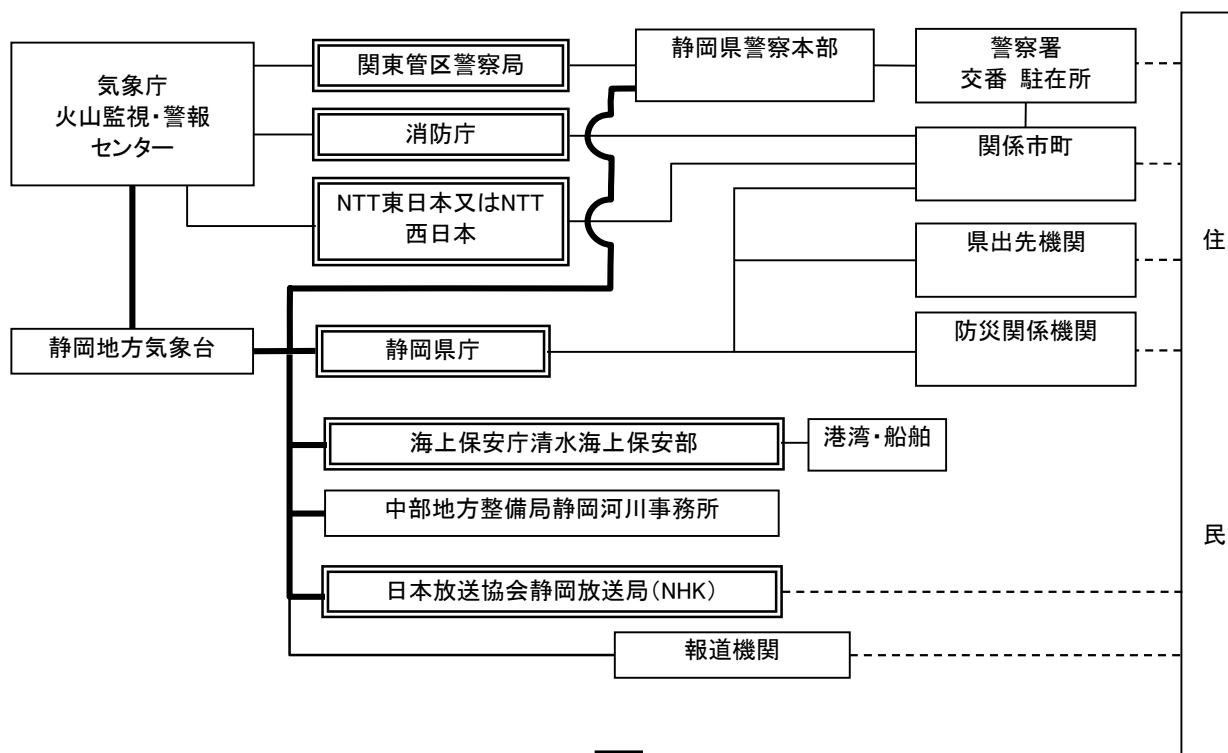 気象庁
火山監視・警報
センター
関東管区警察局
静岡県警察本部
警察署
交番 駐在所
消防庁
関係市町
NTT東日本又はNTT
西日本
県出先機関
静岡地方気象台
静岡県庁
防災関係機関
海上保安庁清水海上保安部
港湾・船舶
中部地方整備局静岡河川事務所
日本放送協会静岡放送局(NHK)
報道機関
住
民